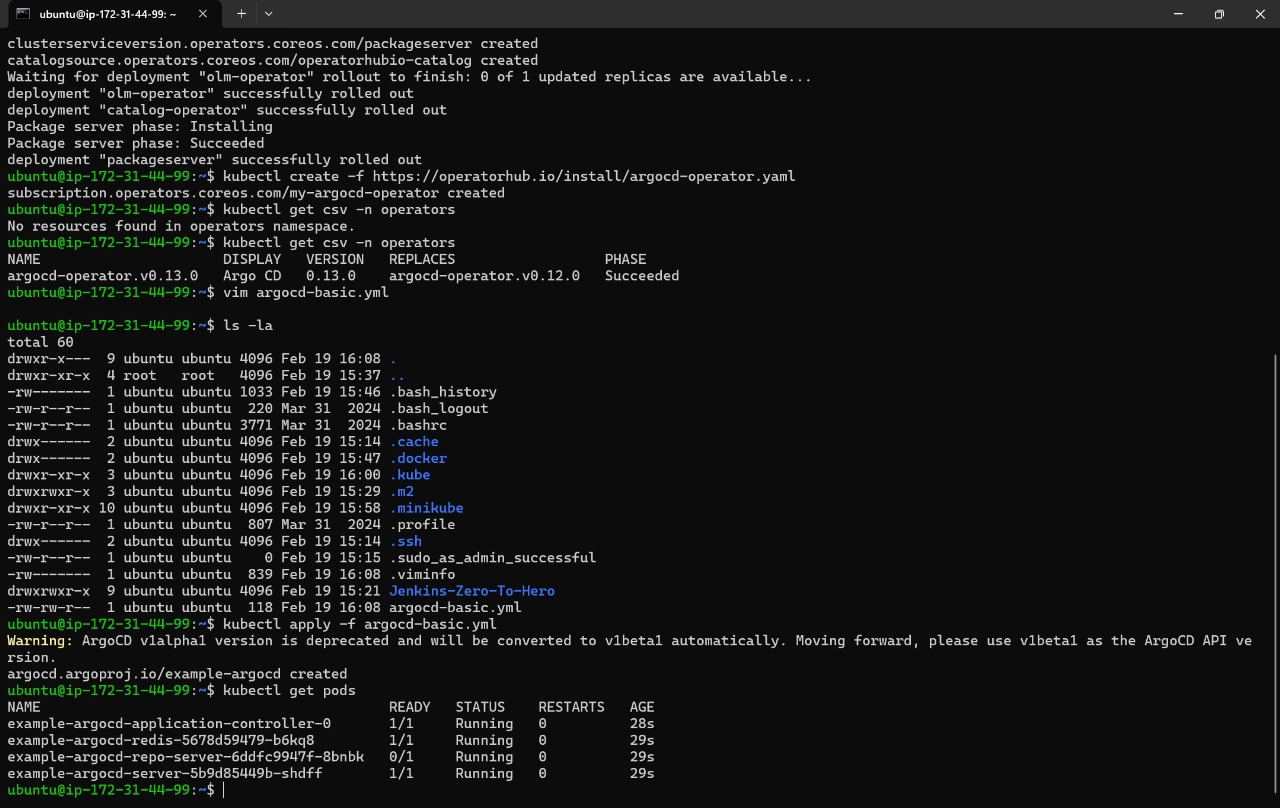 ubuntu@ip-172-31-44-99: ~
clusterserviceversion.operators.coreos.com/packageserver created
catalogsource.operators.coreos.com/operatorhubio-catalog created
Waiting for deployment "olm-operator" rollout to finish: 0 of 1 updated replicas are available...
deployment "olm-operator" successfully rolled out
deployment "catalog-operator" successfully rolled out
Package server phase: Installing
Package server phase: Succeeded
deployment "packageserver" successfully rolled out
ubuntu@ip-172-31-44-99:~$ kubectl create -f https://operatorhub.io/install/argocd-operator.yaml
subscription.operators.coreos.com/my-argocd-operator created
ubuntu@ip-172-31-44-99:~$ kubectl get csv -n operators
No resources found in operators namespace.
ubuntu@ip-172-31-44-99:~$ kubectl get csv -n operators
NAME                      DISPLAY   VERSION   REPLACES                  PHASE
argocd-operator.v0.13.0   Argo CD   0.13.0    argocd-operator.v0.12.0   Succeeded
ubuntu@ip-172-31-44-99:~$ vim argocd-basic.yml
ubuntu@ip-172-31-44-99:~$ ls -la
total 60
drwxr-x---  9 ubuntu ubuntu 4096 Feb 19 16:08 .
drwxr-xr-x  4 root   root   4096 Feb 19 15:37 ..
-rw-------  1 ubuntu ubuntu 1033 Feb 19 15:46 .bash_history
-rw-r--r--  1 ubuntu ubuntu  220 Mar 31  2024 .bash_logout
-rw-r--r--  1 ubuntu ubuntu 3771 Mar 31  2024 .bashrc
drwx------  2 ubuntu ubuntu 4096 Feb 19 15:14 .cache
drwx------  2 ubuntu ubuntu 4096 Feb 19 15:47 .docker
drwxr-xr-x  3 ubuntu ubuntu 4096 Feb 19 16:00 .kube
drwxrwxr-x  3 ubuntu ubuntu 4096 Feb 19 15:29 .m2
drwxr-xr-x 10 ubuntu ubuntu 4096 Feb 19 15:58 .minikube
-rw-r--r--  1 ubuntu ubuntu  807 Mar 31  2024 .profile
drwx------  2 ubuntu ubuntu 4096 Feb 19 15:14 .ssh
-rw-r--r--  1 ubuntu ubuntu    0 Feb 19 15:15 .sudo_as_admin_successful
-rw-------  1 ubuntu ubuntu  839 Feb 19 16:08 .viminfo
drwxrwxr-x  9 ubuntu ubuntu 4096 Feb 19 15:21 Jenkins-Zero-To-Hero
-rw-rw-r--  1 ubuntu ubuntu  118 Feb 19 16:08 argocd-basic.yml
ubuntu@ip-172-31-44-99:~$ kubectl apply -f argocd-basic.yml
Warning: ArgoCD v1alpha1 version is deprecated and will be converted to v1beta1 automatically. Moving forward, please use v1beta1 as the ArgoCD API ve
rsion.
argocd.argoproj.io/example-argocd created
ubuntu@ip-172-31-44-99:~$ kubectl get pods
NAME                                          READY   STATUS    RESTARTS   AGE
example-argocd-application-controller-0       1/1     Running   0          28s
example-argocd-redis-5678d59479-b6kq8         1/1     Running   0          29s
example-argocd-repo-server-6ddfc9947f-8bnbk   0/1     Running   0          29s
example-argocd-server-5b9d85449b-shdff        1/1     Running   0          29s
ubuntu@ip-172-31-44-99:~$